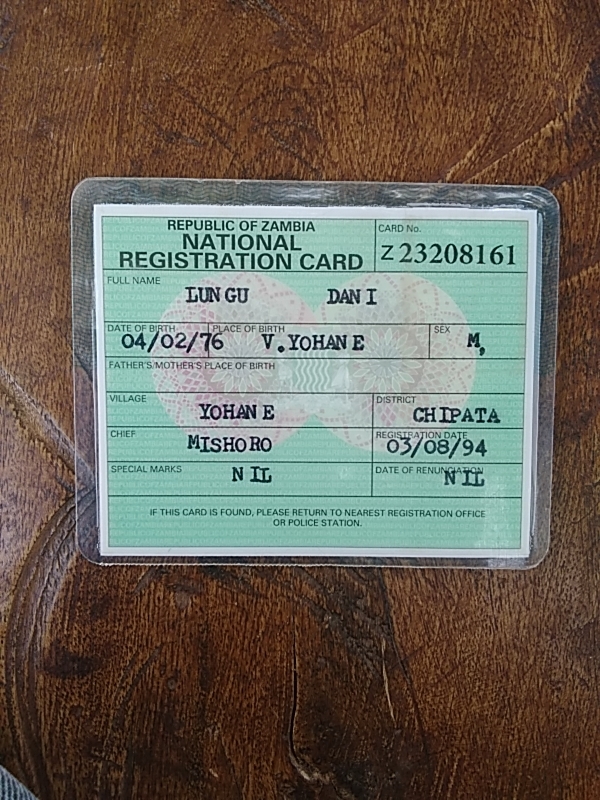 REPUBLIC OF ZAMBIA
NATIONAL
REGISTRATION CARD
CARD No.
Z 23208161
FULL NAME
LUNGU DANI
DATE OF BIRTH PLACE OF BIRTH SEX
04/02/76 V.YOHANE M,
FATHER'S/MOTHER'S PLACE OF BIRTH
VILLAGE DISTRICT
YOHANE CHIPATA
CHIEF REGISTRATION DATE
MISHORO 03/08/94
SPECIAL MARKS DATE OF RENUNCIATION
NIL NIL
IF THIS CARD IS FOUND, PLEASE RETURN TO NEAREST REGISTRATION OFFICE
OR POLICE STATION.